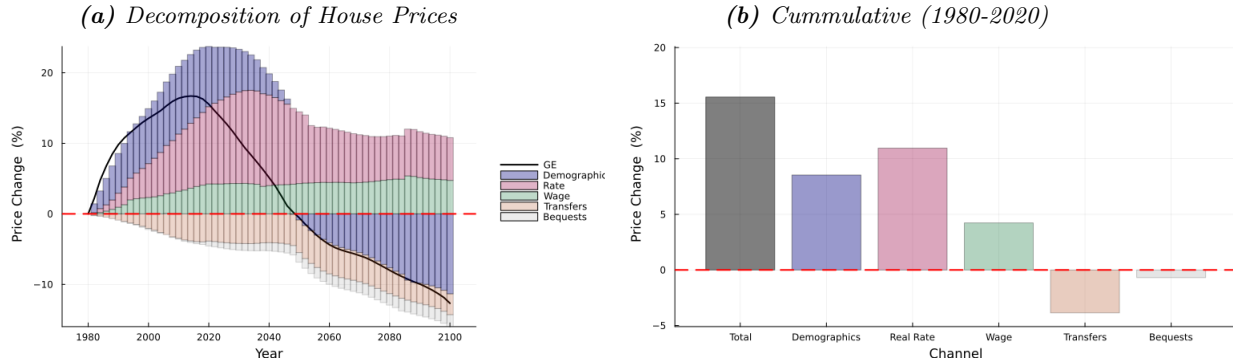 (a) Decomposition of House Prices
20
10
0
−10
Price Change (%)
1980
2000
2020
2040
2060
2080
2100
Year
GE
Demographic
Rate
Wage
Transfers
Bequests
(b) Cummulative (1980-2020)
20
15
10
5
0
−5
Price Change (%)
Total
Demographics
Real Rate
Wage
Transfers
Bequests
Channel